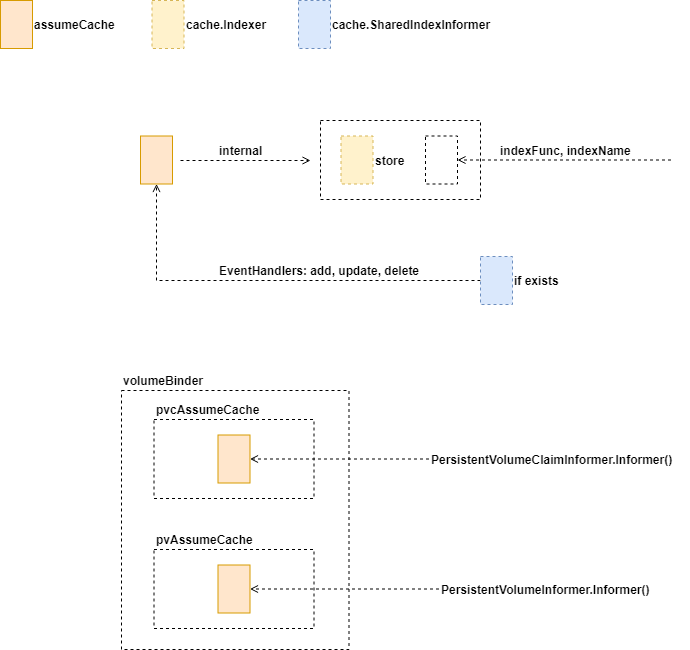 assumeCache
cache.Indexer
cache.SharedIndexInformer
internal
store
indexFunc, indexName
EventHandlers: add, update, delete
if exists
volumeBinder
pvcAssumeCache
PersistentVolumeClaimInformer.Informer()
pvAssumeCache
PersistentVolumeInformer.Informer()